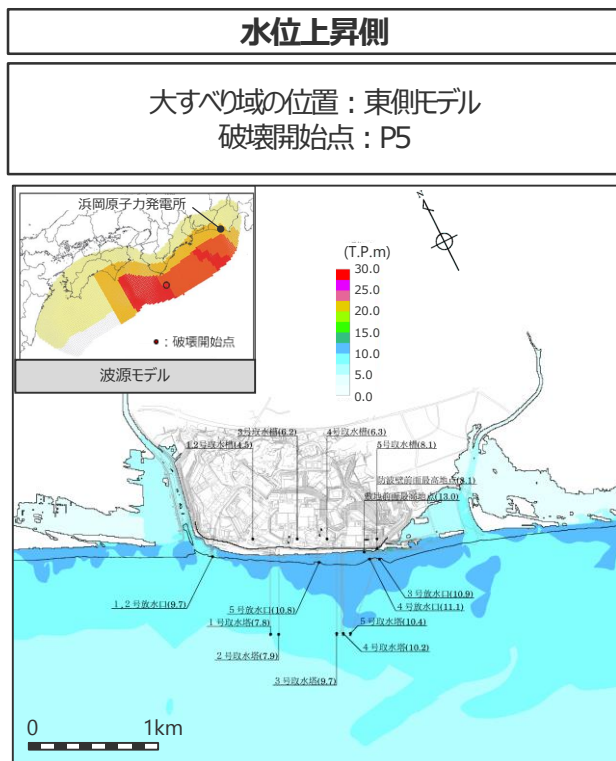 水位上昇側
大すべり域の位置：東側モデル
破壊開始点：P5
浜岡原子力発電所
●：破壊開始点
波源モデル
N
(T.P.m)
30.0
25.0
20.0
15.0
10.0
5.0
0.0
3号取水槽(6.2)
4号取水槽(6.3)
1,2号取水槽(4.5)
5号取水槽(8.1)
防波壁前面最高地点(8.1)
敷地前面最高地点(13.0)
1,2号放水口(9.7)
3号放水口(10.9)
5号放水口(10.8)
4号放水口(11.1)
1号取水塔(7.8)
5号取水塔(10.4)
2号取水塔(7.9)
4号取水塔(10.2)
3号取水塔(9.7)
0 1km